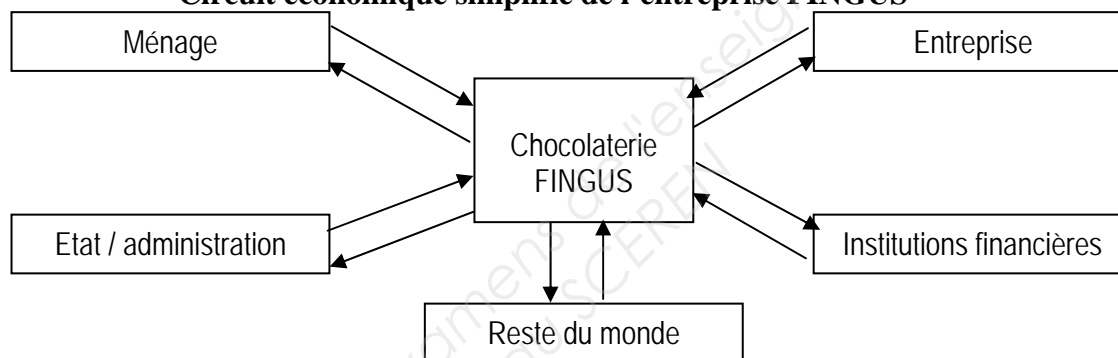 Circuit économique simplifié de l'entreprise FINGUS
Ménage
Entreprise
Chocolaterie
FINGUS
Etat / administration
Institutions financières
Reste du monde